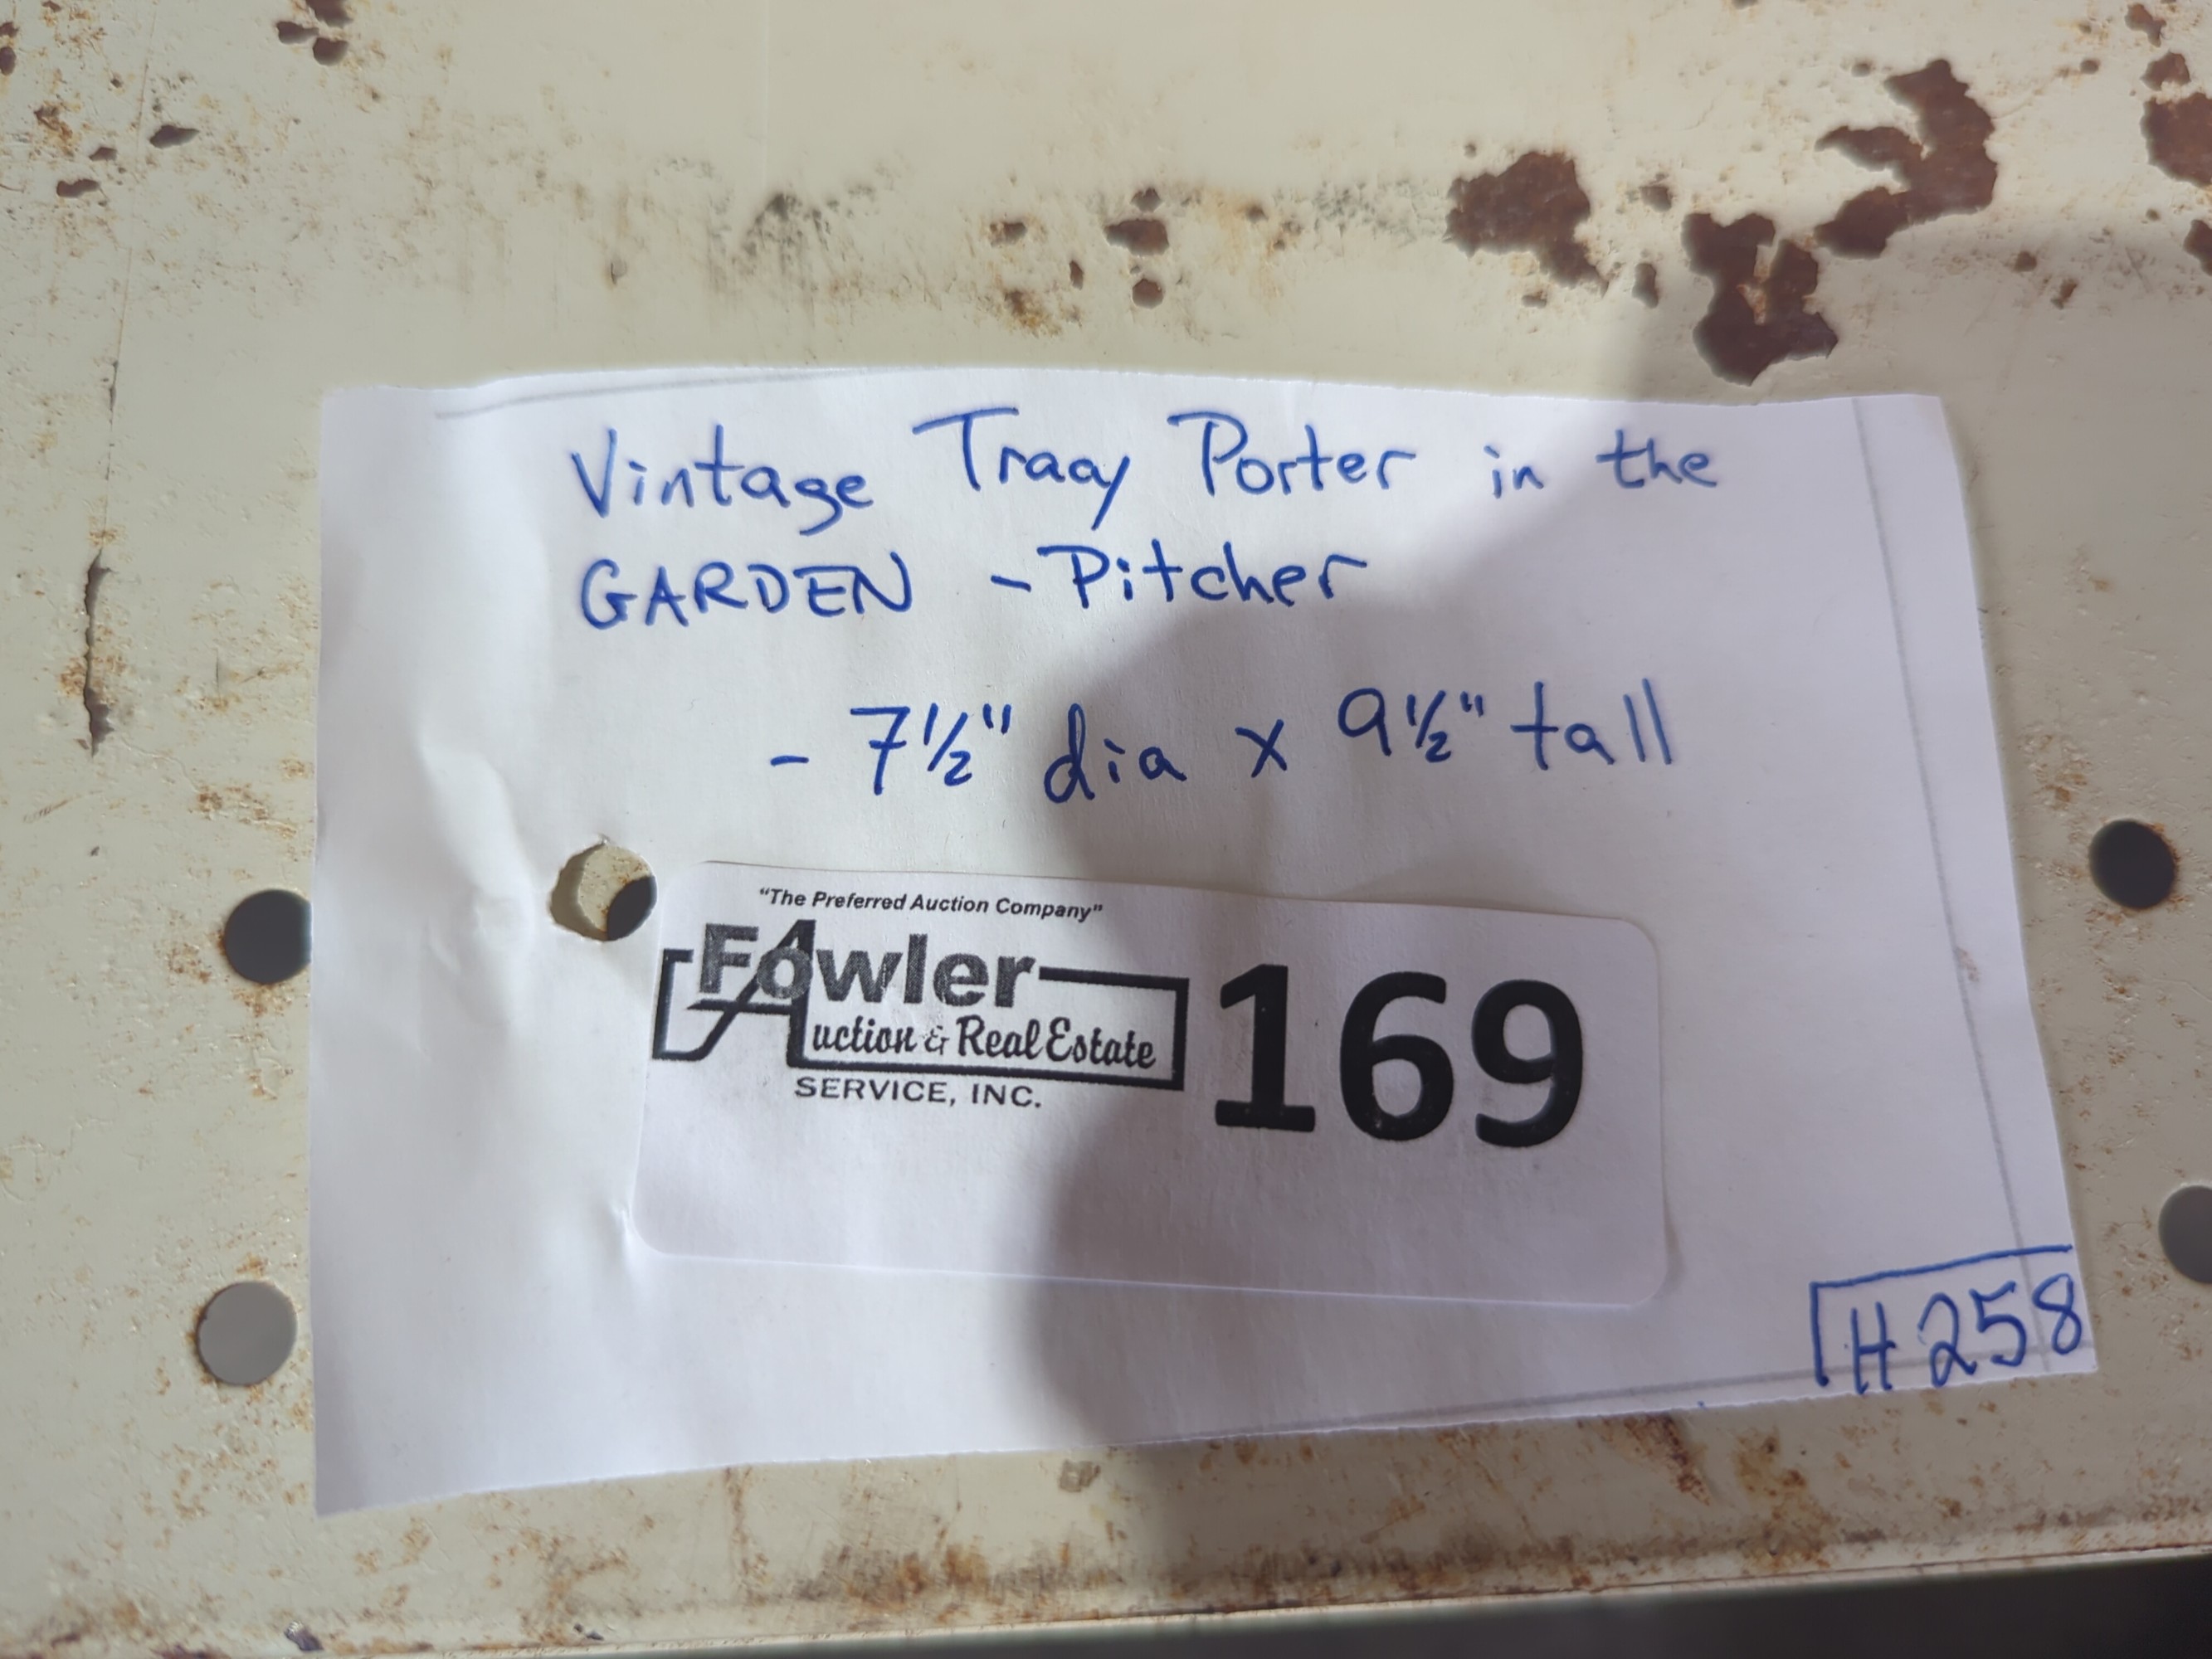 Vintage Tracy Porter in the
GARDEN - Pitcher
- 7½" dia x 9½" tall
"The Preferred Auction Company"
Fowler
Auction & Real Estate
SERVICE, INC.
169
H258